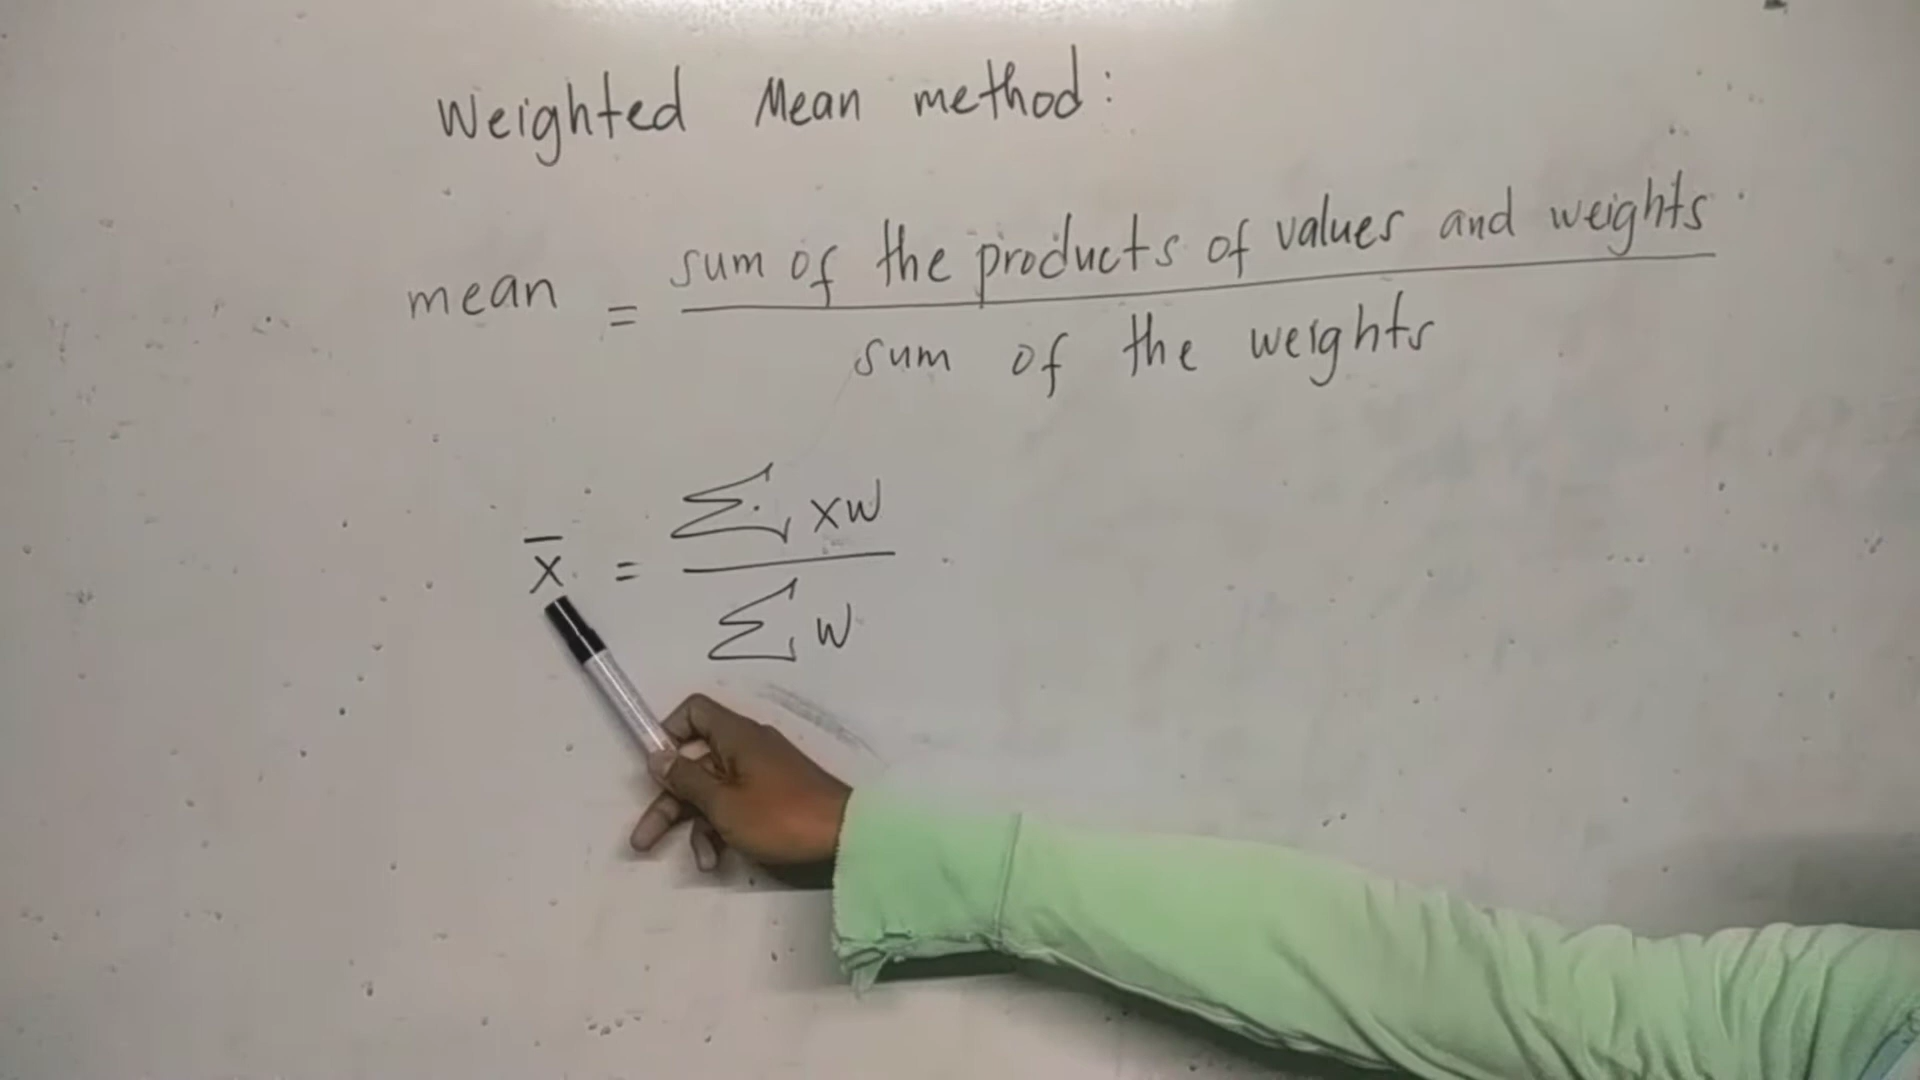 Weighted Mean method:
mean = sum of the products of values and weights
sum of the weights
x̄ = Σ xw
Σ w